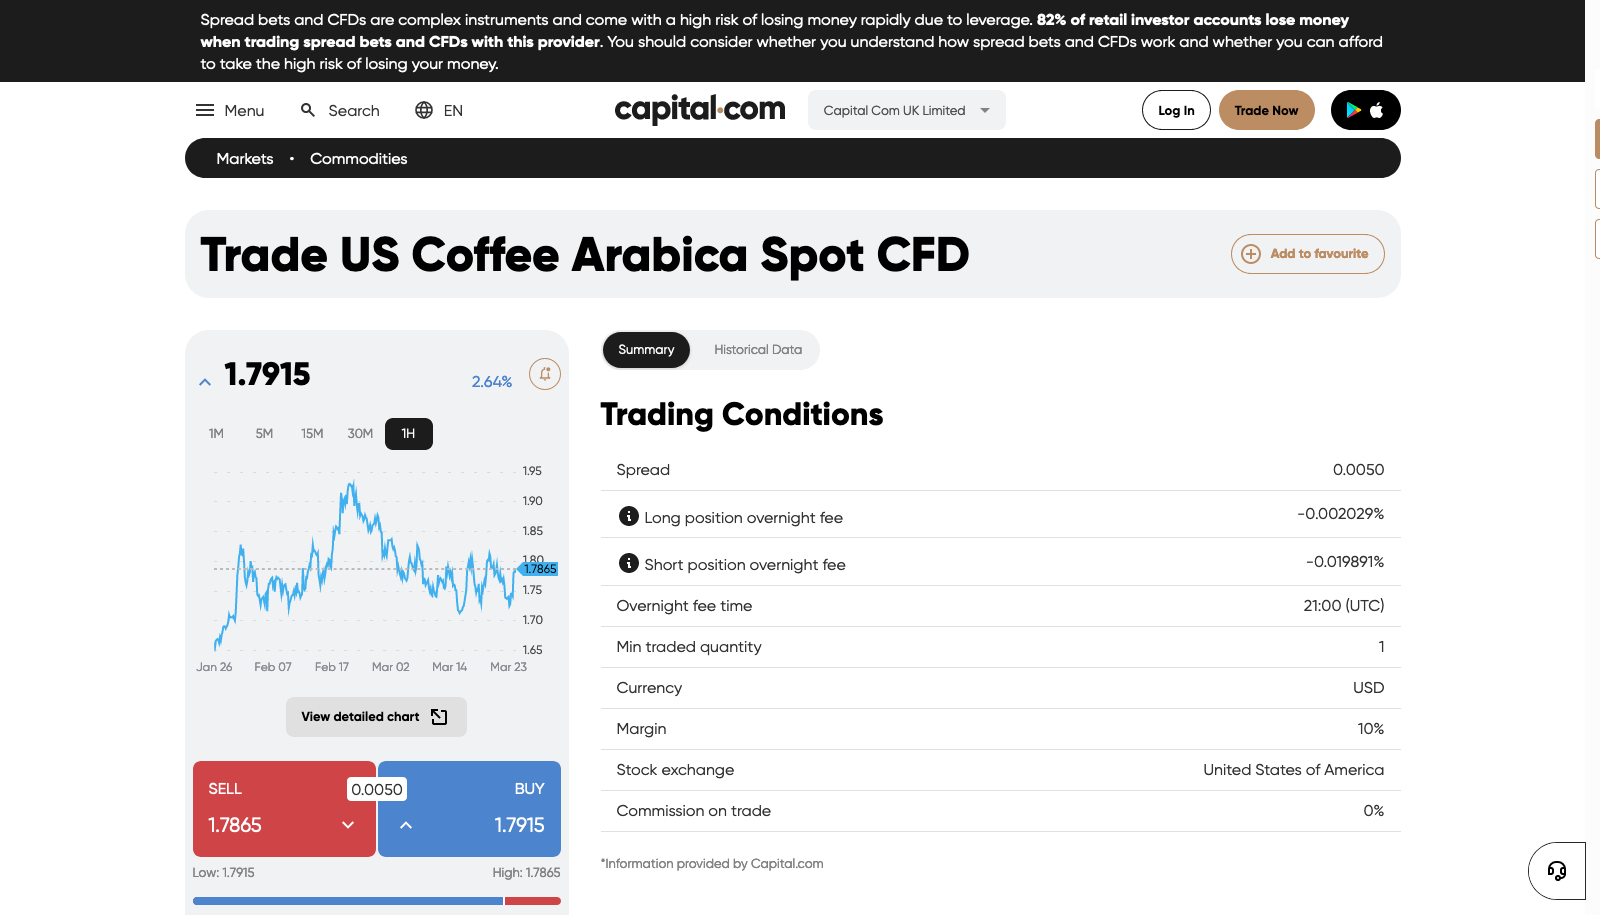 Spread bets and CFDs are complex instruments and come with a high risk of losing money rapidly due to leverage. 82% of retail investor accounts lose money
when trading spread bets and CFDs with this provider. You should consider whether you understand how spread bets and CFDs work and whether you can afford
to take the high risk of losing your money.
Menu Search EN capital.com Capital Com UK Limited Log In Trade Now
Markets • Commodities
Trade US Coffee Arabica Spot CFD Add to favourite
1.7915 2.64%
1M 5M 15M 30M 1H
1.95
1.90
1.85
1.80
1.7865
1.75
1.70
1.65
Jan 26 Feb 07 Feb 17 Mar 02 Mar 14 Mar 23
View detailed chart
SELL 0.0050 BUY
1.7865 1.7915
Low: 1.7915 High: 1.7865
Summary Historical Data
Trading Conditions
Spread 0.0050
Long position overnight fee -0.002029%
Short position overnight fee -0.019891%
Overnight fee time 21:00 (UTC)
Min traded quantity 1
Currency USD
Margin 10%
Stock exchange United States of America
Commission on trade 0%
*Information provided by Capital.com